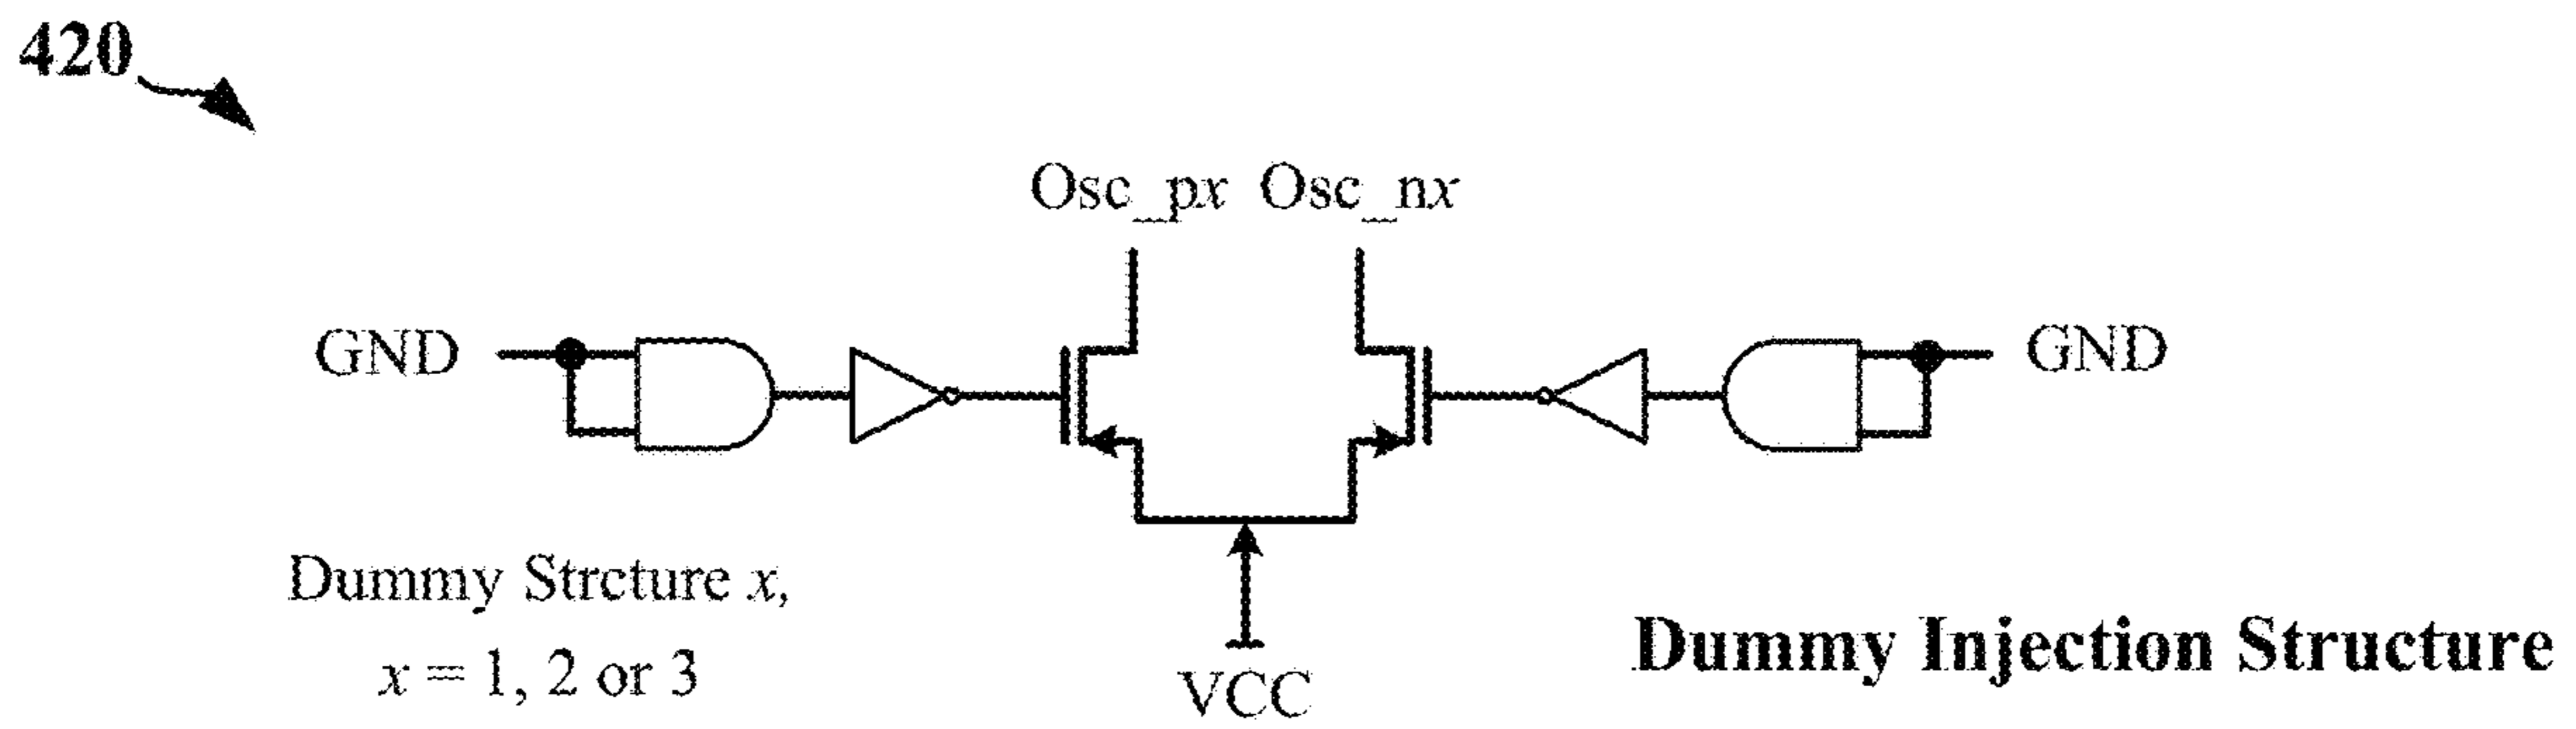 420
Osc_px Osc_nx
GND
GND
Dummy Strcture x,
x = 1, 2 or 3
VCC
Dummy Injection Structure